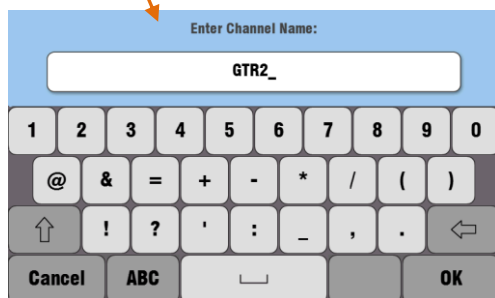 Enter Channel Name:
GTR2_
1 2 3 4 5 6 7 8 9 0
@ & = + - * / ( )
! ? ' : _ , .
Cancel ABC OK